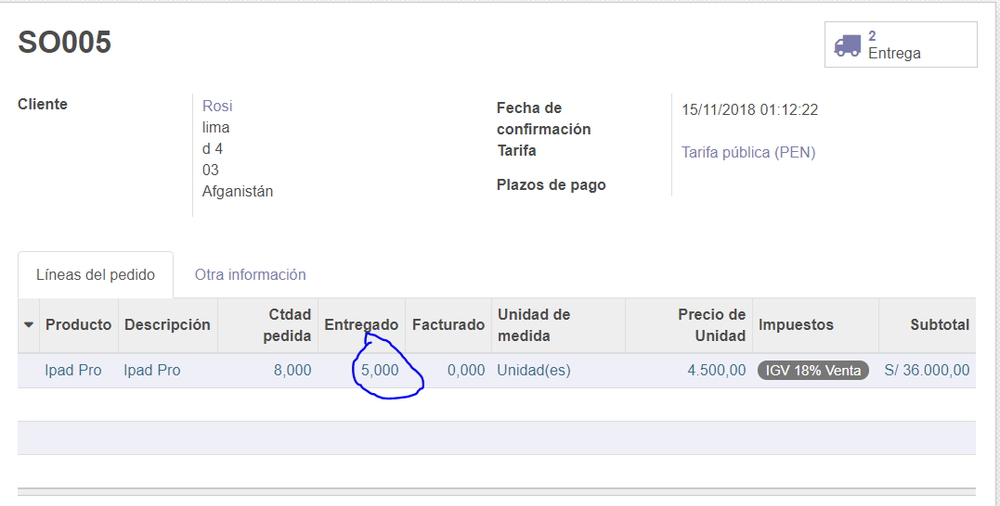 SO005
2
Entrega
Cliente
Rosi
lima
d 4
03
Afganistán
Fecha de
confirmación
15/11/2018 01:12:22
Tarifa
Tarifa pública (PEN)
Plazos de pago
Líneas del pedido
Otra información
Producto Descripción Ctdad pedida Entregado Facturado Unidad de medida Precio de Unidad Impuestos Subtotal
Ipad Pro Ipad Pro 8,000 5,000 0,000 Unidad(es) 4.500,00 IGV 18% Venta S/ 36.000,00